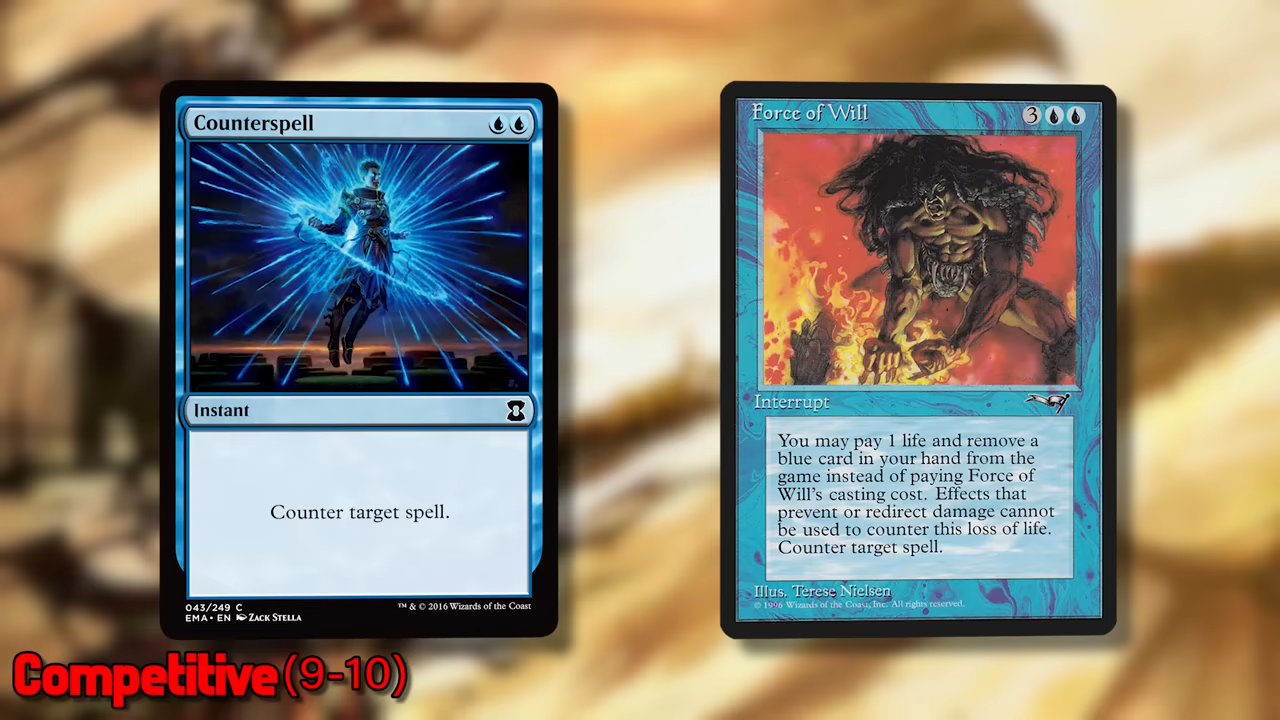 Counterspell
Instant
Counter target spell.
043/249 C
EMA • EN ZACK STELLA
™ & © 2016 Wizards of the Coast
Force of Will
3
Interrupt
You may pay 1 life and remove a
blue card in your hand from the
game instead of paying Force of
Will's casting cost. Effects that
prevent or redirect damage cannot
be used to counter this loss of life.
Counter target spell.
Illus. Terese Nielsen
© 1996 Wizards of the Coast, Inc. All rights reserved.
Competitive (9-10)